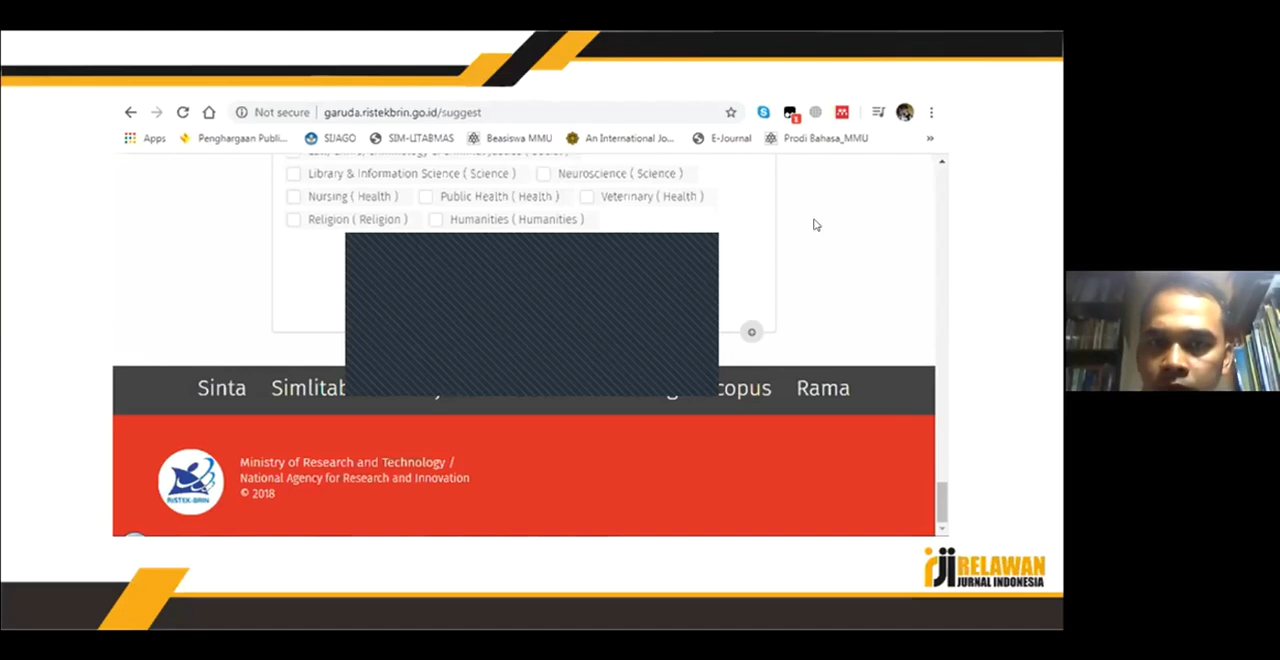 Not secure garuda.ristekbrin.go.id/suggest
8
Apps Penghargaan Publi... SIJAGO SIM-LITABMAS Beasiswa MMU An International Jo... E-Journal Prodi Bahasa_MMU »
Library & Information Science ( Science ) Neuroscience ( Science )
Nursing ( Health ) Public Health ( Health ) Veterinary ( Health )
Religion ( Religion ) Humanities ( Humanities )
Sinta Rama
Ministry of Research and Technology /
National Agency for Research and Innovation
© 2018
RISTEK-BRIN
RELAWAN
JURNAL INDONESIA